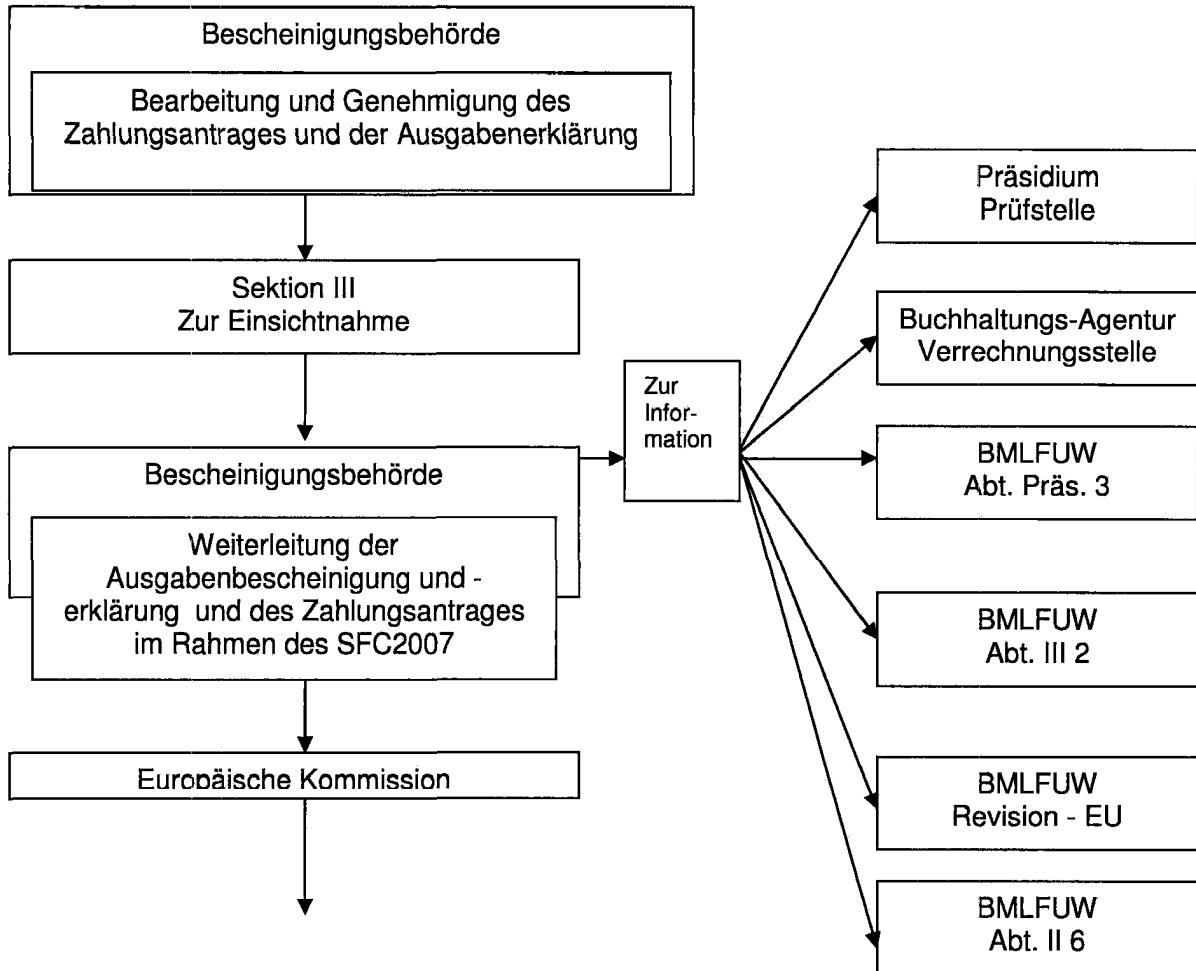 Bescheinigungsbehörde
Bearbeitung und Genehmigung des
Zahlungsantrages und der Ausgabenerklärung
Sektion III
Zur Einsichtnahme
Bescheinigungsbehörde
Weiterleitung der
Ausgabenbescheinigung und -
erklärung und des Zahlungsantrages
im Rahmen des SFC2007
Europäische Kommission
Zur
Infor-
mation
Präsidium
Prüfstelle
Buchhaltungs-Agentur
Verrechnungsstelle
BMLFUW
Abt. Präs. 3
BMLFUW
Abt. III 2
BMLFUW
Revision - EU
BMLFUW
Abt. II 6